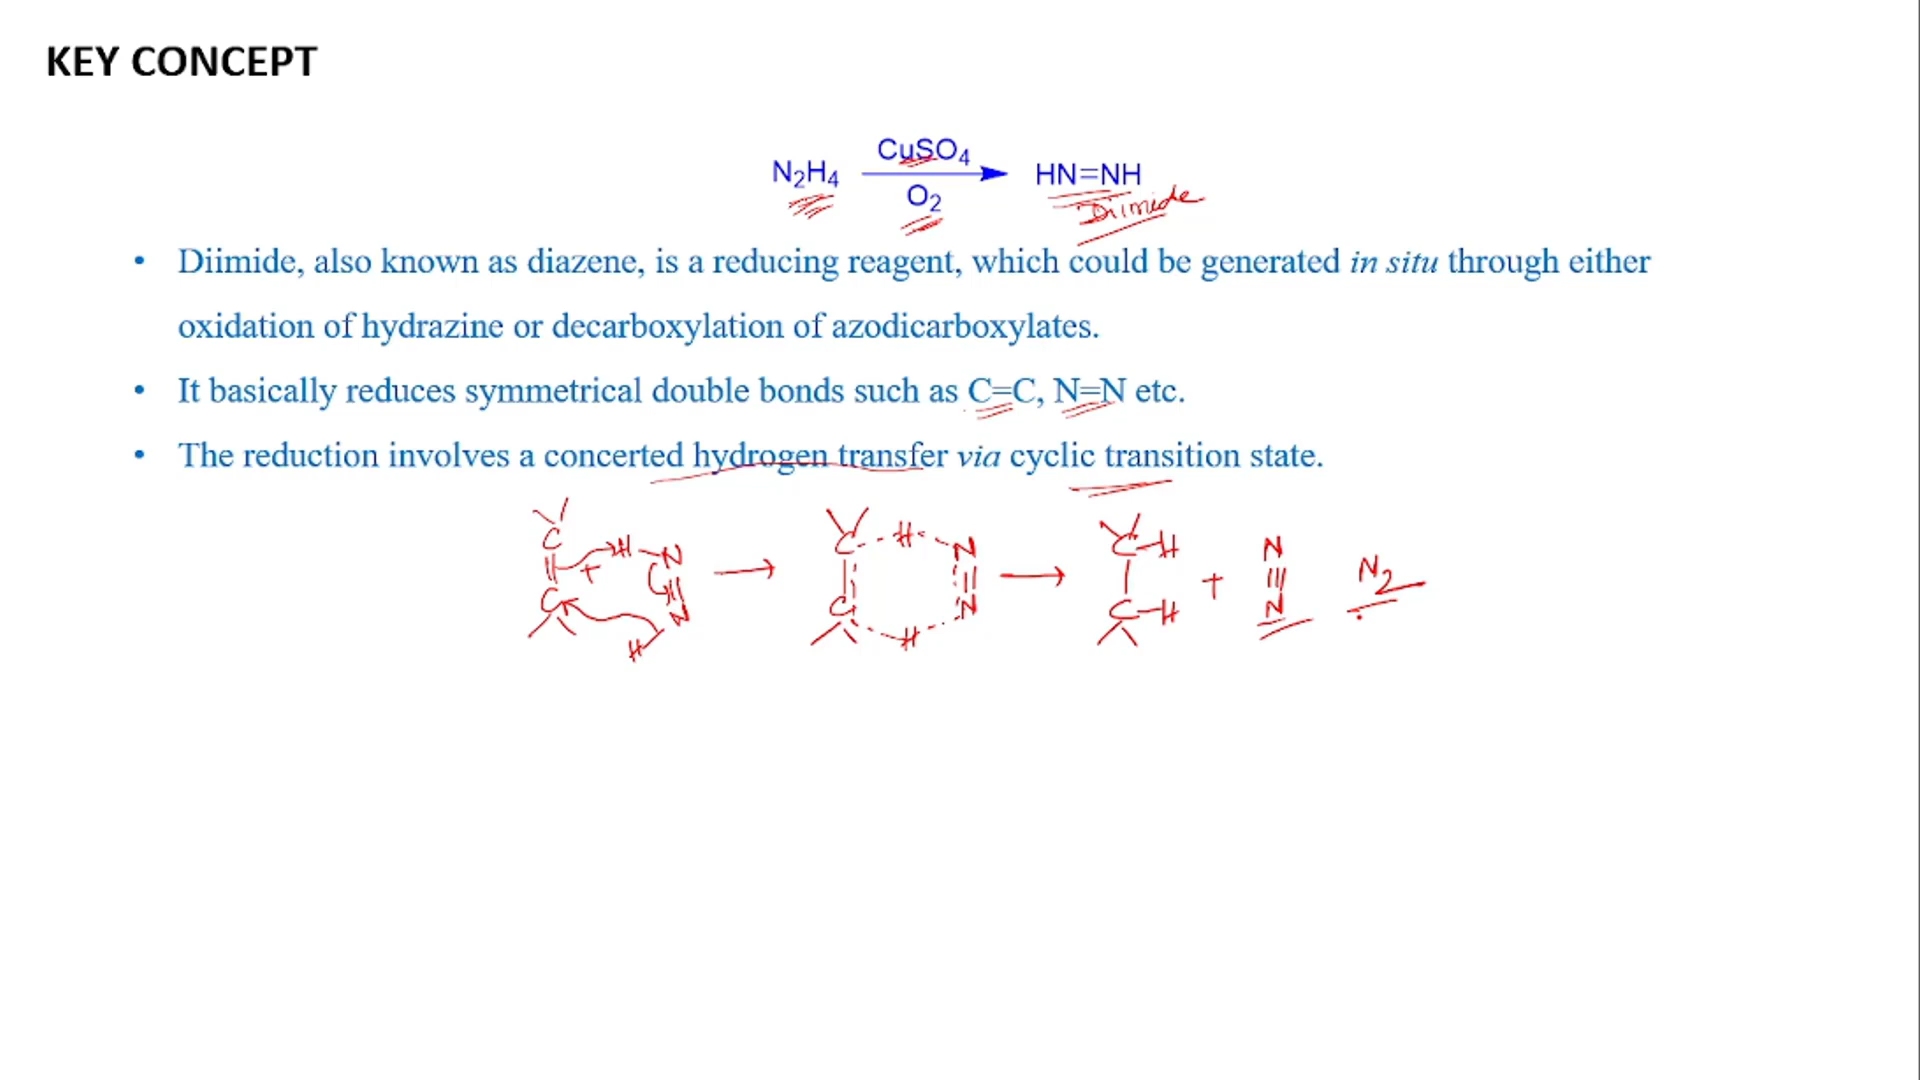 KEY CONCEPT
N₂H₄ CuSO₄ O₂ HN=NH
Diimide
• Diimide, also known as diazene, is a reducing reagent, which could be generated in situ through either
oxidation of hydrazine or decarboxylation of azodicarboxylates.
• It basically reduces symmetrical double bonds such as C=C, N=N etc.
• The reduction involves a concerted hydrogen transfer via cyclic transition state.
C H N C--H--N C-H N
+ → → + N₂
C N H C--H--N C-H N